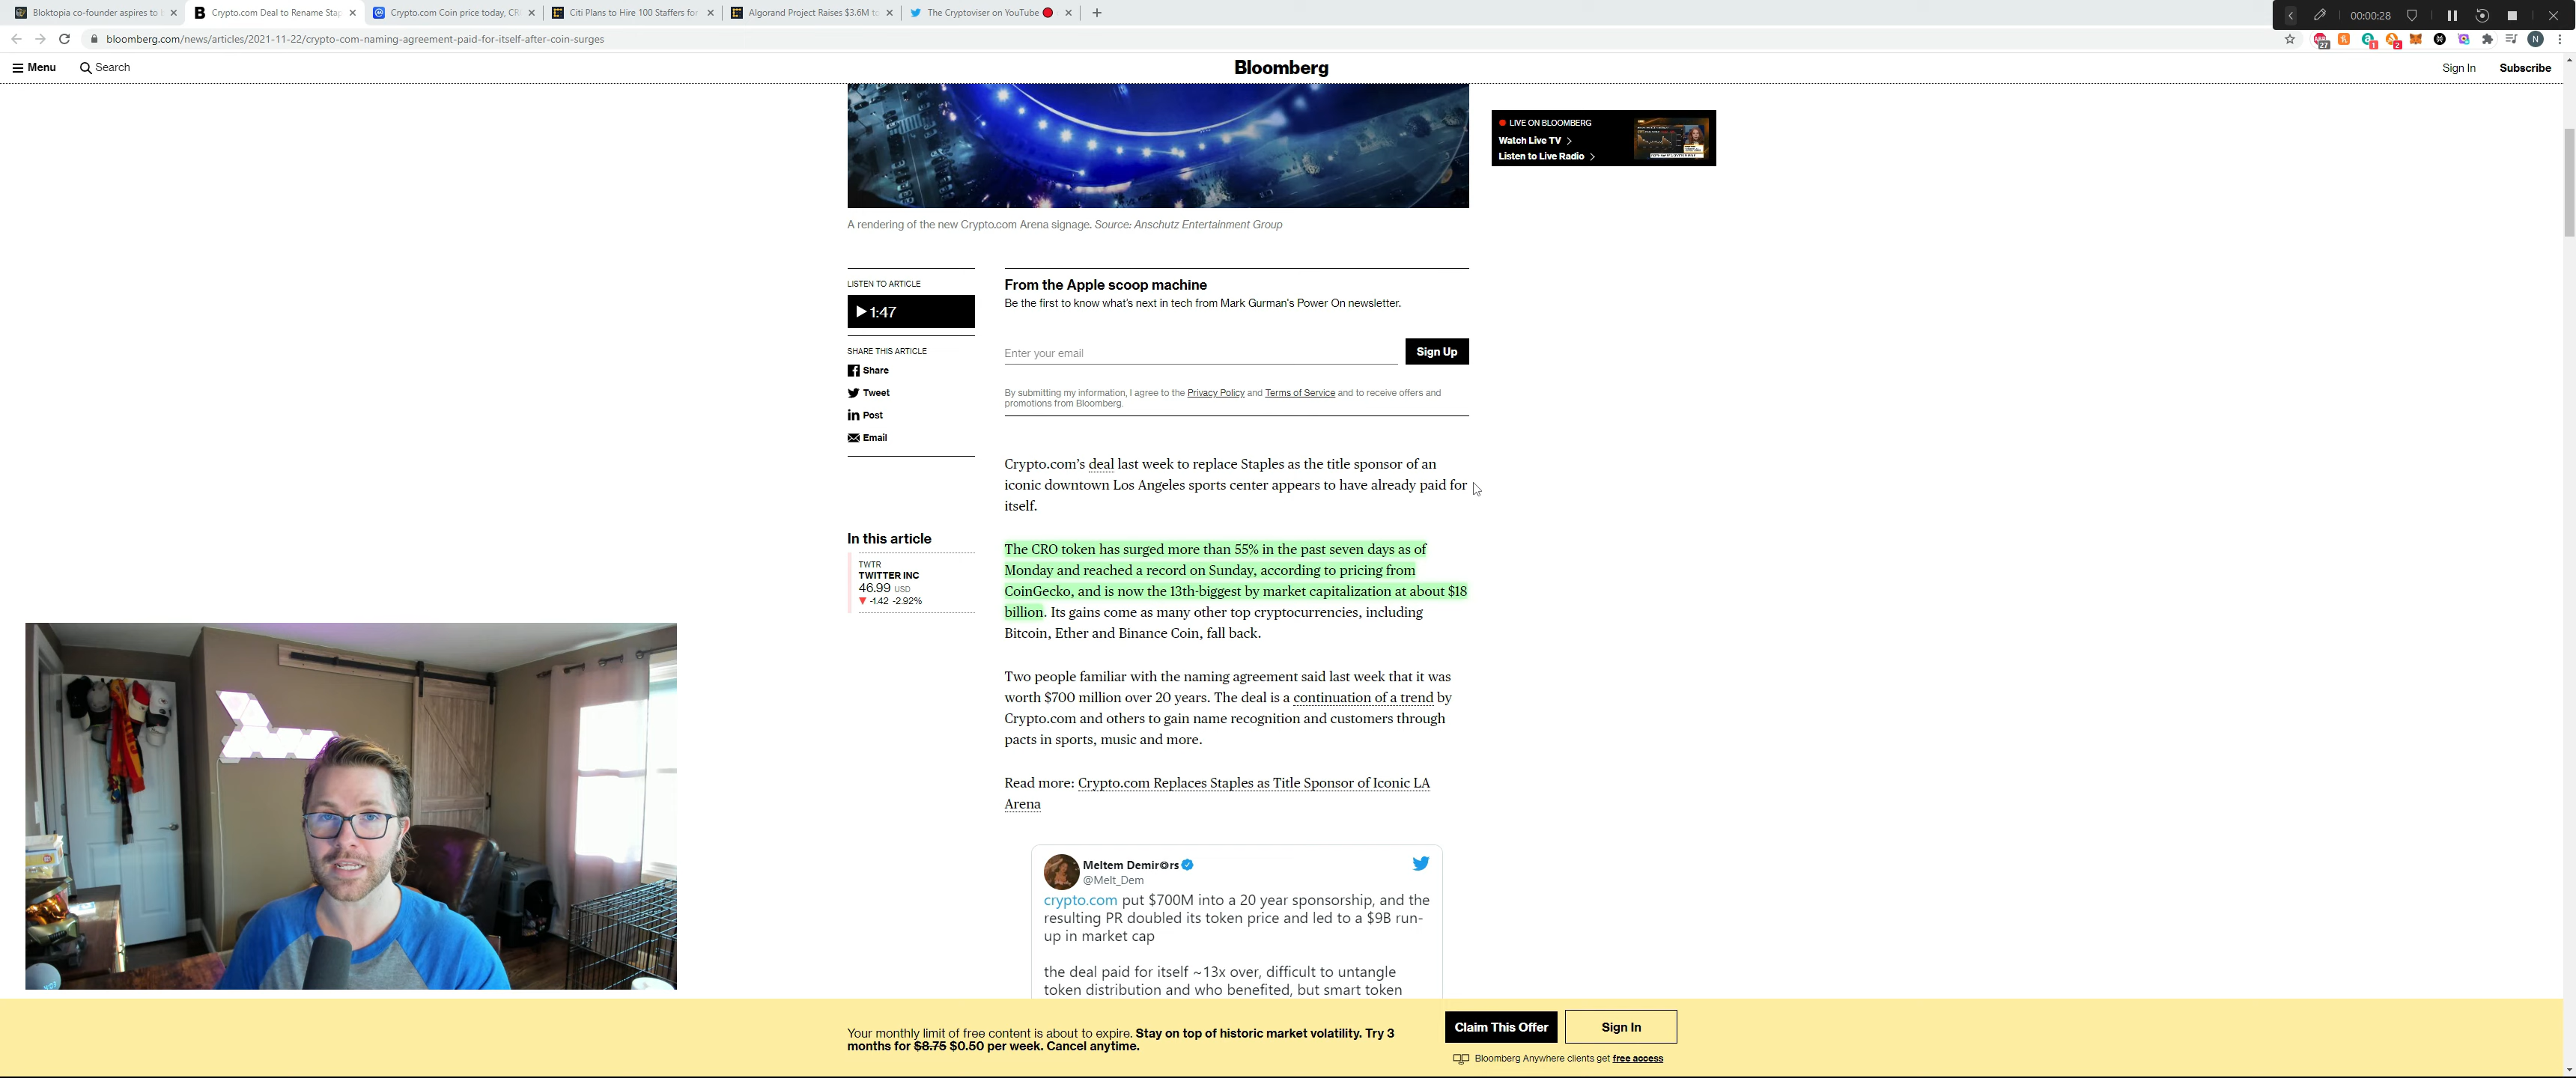 Bloktopia co-founder aspires to
Crypto.com Deal to Rename Stap
Crypto.com Coin price today, CR
Citi Plans to Hire 100 Staffers for
Algorand Project Raises $3.6M to
The Cryptoviser on YouTube
00:00:28
bloomberg.com/news/articles/2021-11-22/crypto-com-naming-agreement-paid-for-itself-after-coin-surges
27
1
2
N
Menu
Search
Bloomberg
Sign In
Subscribe
LIVE ON BLOOMBERG
Watch Live TV
Listen to Live Radio
A rendering of the new Crypto.com Arena signage. Source: Anschutz Entertainment Group
LISTEN TO ARTICLE
1:47
SHARE THIS ARTICLE
Share
Tweet
Post
Email
From the Apple scoop machine
Be the first to know what's next in tech from Mark Gurman's Power On newsletter.
Enter your email
Sign Up
By submitting my information, I agree to the Privacy Policy and Terms of Service and to receive offers and
promotions from Bloomberg.
Crypto.com's deal last week to replace Staples as the title sponsor of an
iconic downtown Los Angeles sports center appears to have already paid for
itself.
In this article
TWTR
TWITTER INC
46.99 USD
-1.42 -2.92%
The CRO token has surged more than 55% in the past seven days as of
Monday and reached a record on Sunday, according to pricing from
CoinGecko, and is now the 13th-biggest by market capitalization at about $18
billion. Its gains come as many other top cryptocurrencies, including
Bitcoin, Ether and Binance Coin, fall back.
Two people familiar with the naming agreement said last week that it was
worth $700 million over 20 years. The deal is a continuation of a trend by
Crypto.com and others to gain name recognition and customers through
pacts in sports, music and more.
Read more: Crypto.com Replaces Staples as Title Sponsor of Iconic LA
Arena
Meltem Demir©rs
@Melt_Dem
crypto.com put $700M into a 20 year sponsorship, and the
resulting PR doubled its token price and led to a $9B run-
up in market cap
the deal paid for itself ~13x over, difficult to untangle
token distribution and who benefited, but smart token
Your monthly limit of free content is about to expire. Stay on top of historic market volatility. Try 3
months for $8.75 $0.50 per week. Cancel anytime.
Claim This Offer
Sign In
Bloomberg Anywhere clients get free access